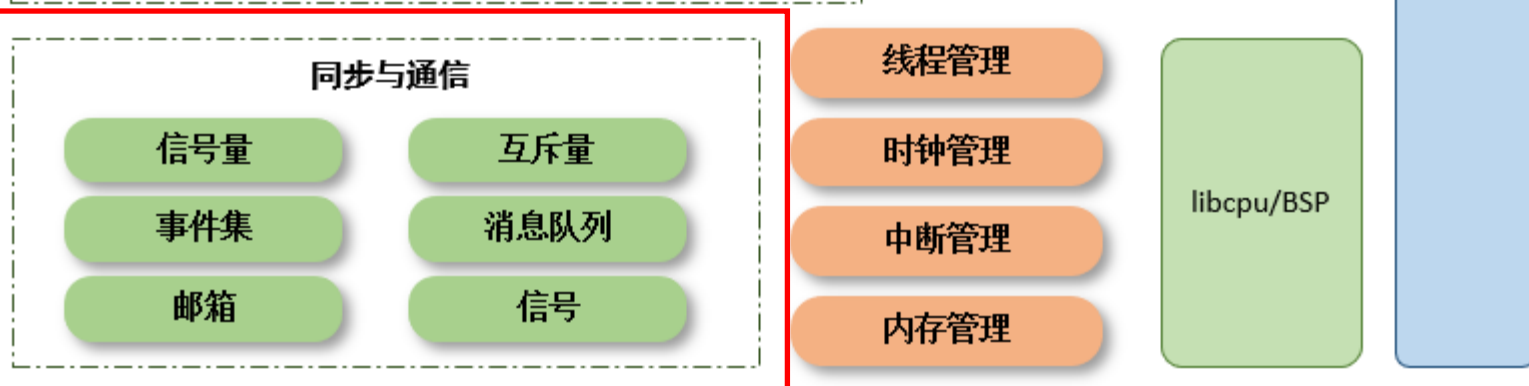 同步与通信
信号量
互斥量
事件集
消息队列
邮箱
信号
线程管理
时钟管理
中断管理
内存管理
libcpu/BSP